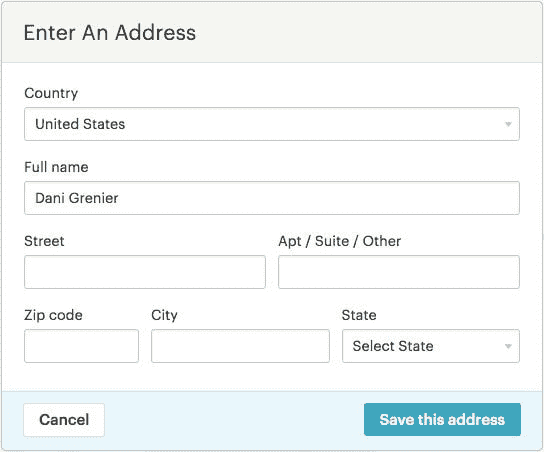 Enter An Address
Country
United States
Full name
Dani Grenier
Street Apt / Suite / Other
Zip code City State
Select State
Cancel Save this address